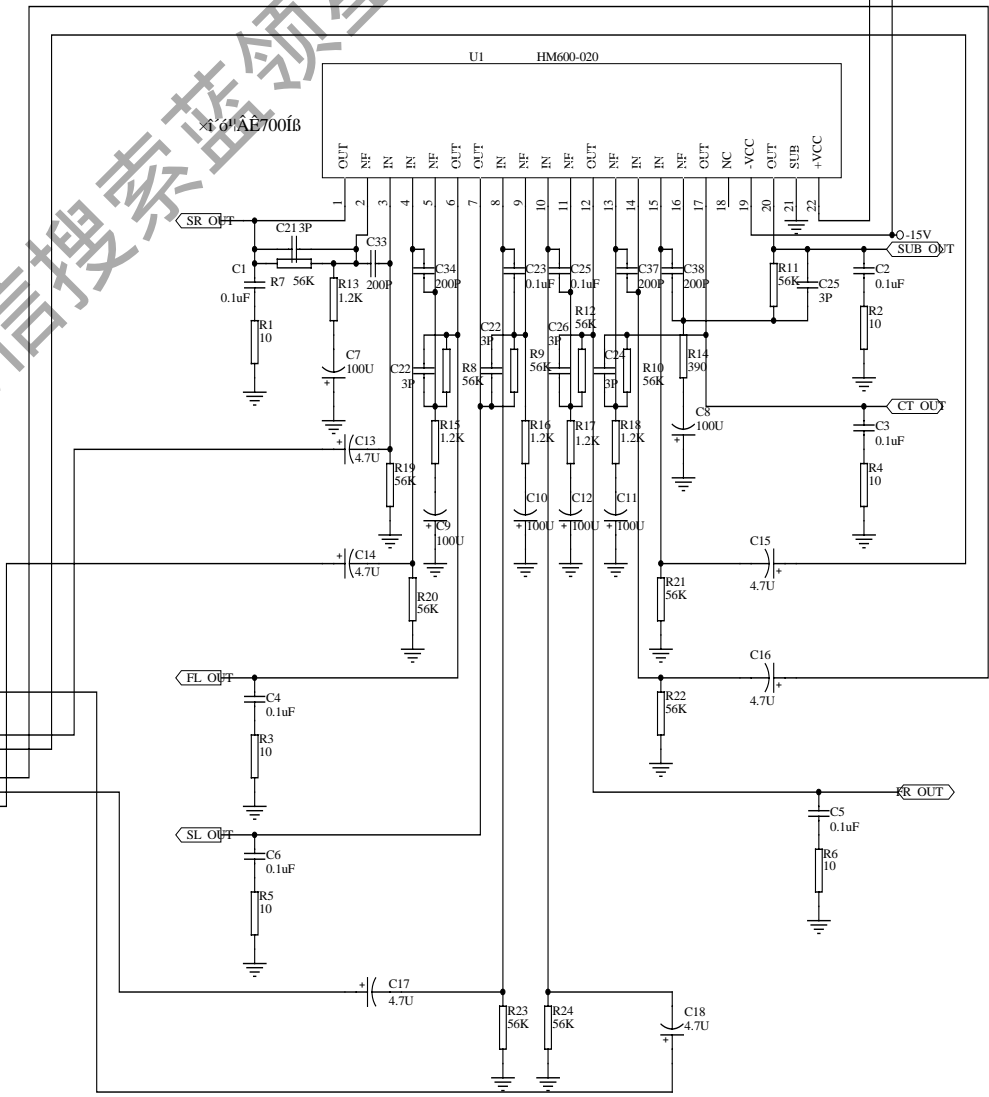 U1 HM600-020
×î´ó¹¦ÂÊ700Íß
信搜索蓝领
OUT NF IN IN NF OUT OUT IN NF IN NF OUT NF IN IN NF OUT NC -VCC OUT SUB +VCC
1 2 3 4 5 6 7 8 9 10 11 12 13 14 15 16 17 18 19 20 21 22
SR OUT
-15V
SUB OUT
C21 3P
C33
200P
C1
0.1uF
R7 56K
R13
1.2K
R1
10
C7
100U
C34
200P
C23
0.1uF
C25
0.1uF
C37
200P
C38
200P
R11
56K
C25
3P
C2
0.1uF
R2
10
C22
3P
R8
56K
C22
3P
R9
56K
C26
3P
R12
56K
C24
3P
R10
56K
R14
390
C8
100U
CT OUT
C3
0.1uF
R4
10
C13
4.7U
R19
56K
R15
1.2K
R16
1.2K
R17
1.2K
R18
1.2K
C9
100U
C10
100U
C12
100U
C11
100U
C14
4.7U
R20
56K
C15
4.7U
R21
56K
C16
4.7U
R22
56K
FL OUT
C4
0.1uF
R3
10
FR OUT
C5
0.1uF
R6
10
SL OUT
C6
0.1uF
R5
10
C17
4.7U
R23
56K
R24
56K
C18
4.7U